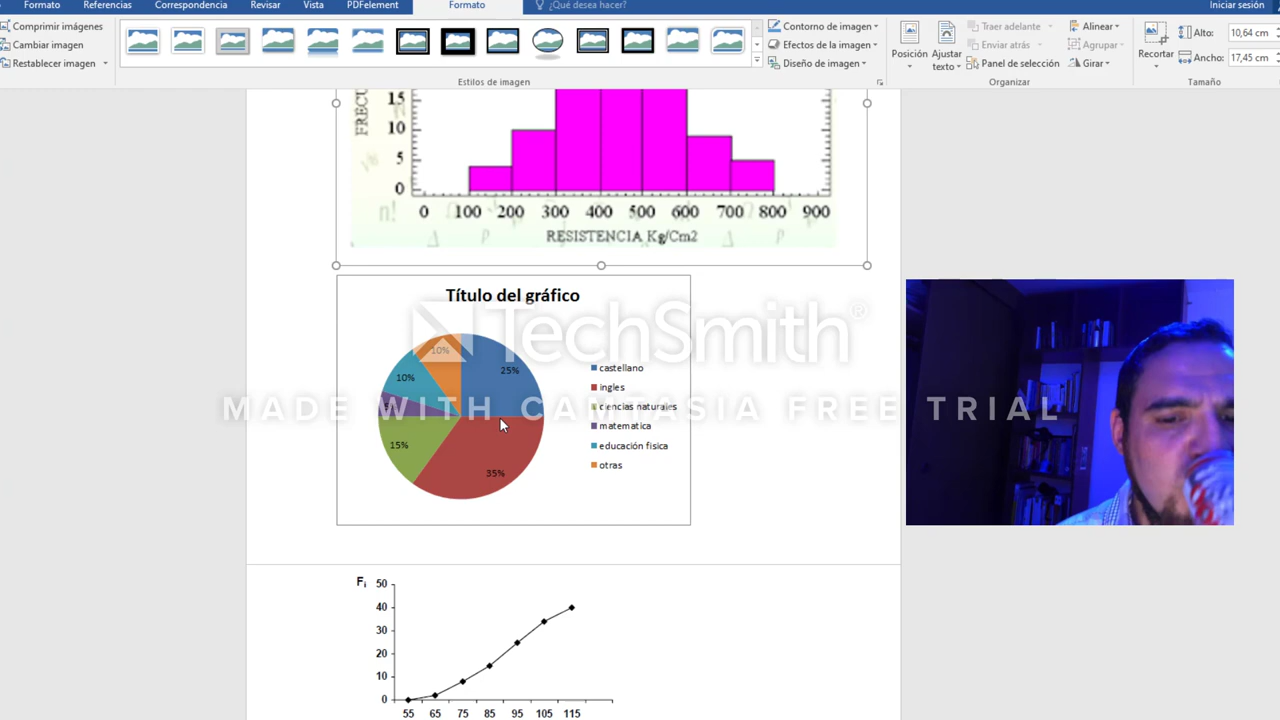 Formato Referencias Correspondencia Revisar Vista PDFelement Formato ¿Qué desea hacer? Iniciar sesión
Comprimir imágenes
Cambiar imagen
Restablecer imagen
Estilos de imagen
Contorno de imagen
Efectos de la imagen
Diseño de imagen
Posición
Ajustar texto
Traer adelante
Enviar atrás
Panel de selección
Alinear
Agrupar
Girar
Organizar
Recortar
Alto: 10,64 cm
Ancho: 17,45 cm
Tamaño
15
10
5
0
0 100 200 300 400 500 600 700 800 900
RESISTENCIA Kg/Cm2
n!
Título del gráfico
TechSmith®
MADE WITH CAMTASIA FREE TRIAL
10%
25%
10%
15%
35%
castellano
ingles
ciencias naturales
matematica
educación fisica
otras
Fi
50
40
30
20
10
0
55 65 75 85 95 105 115